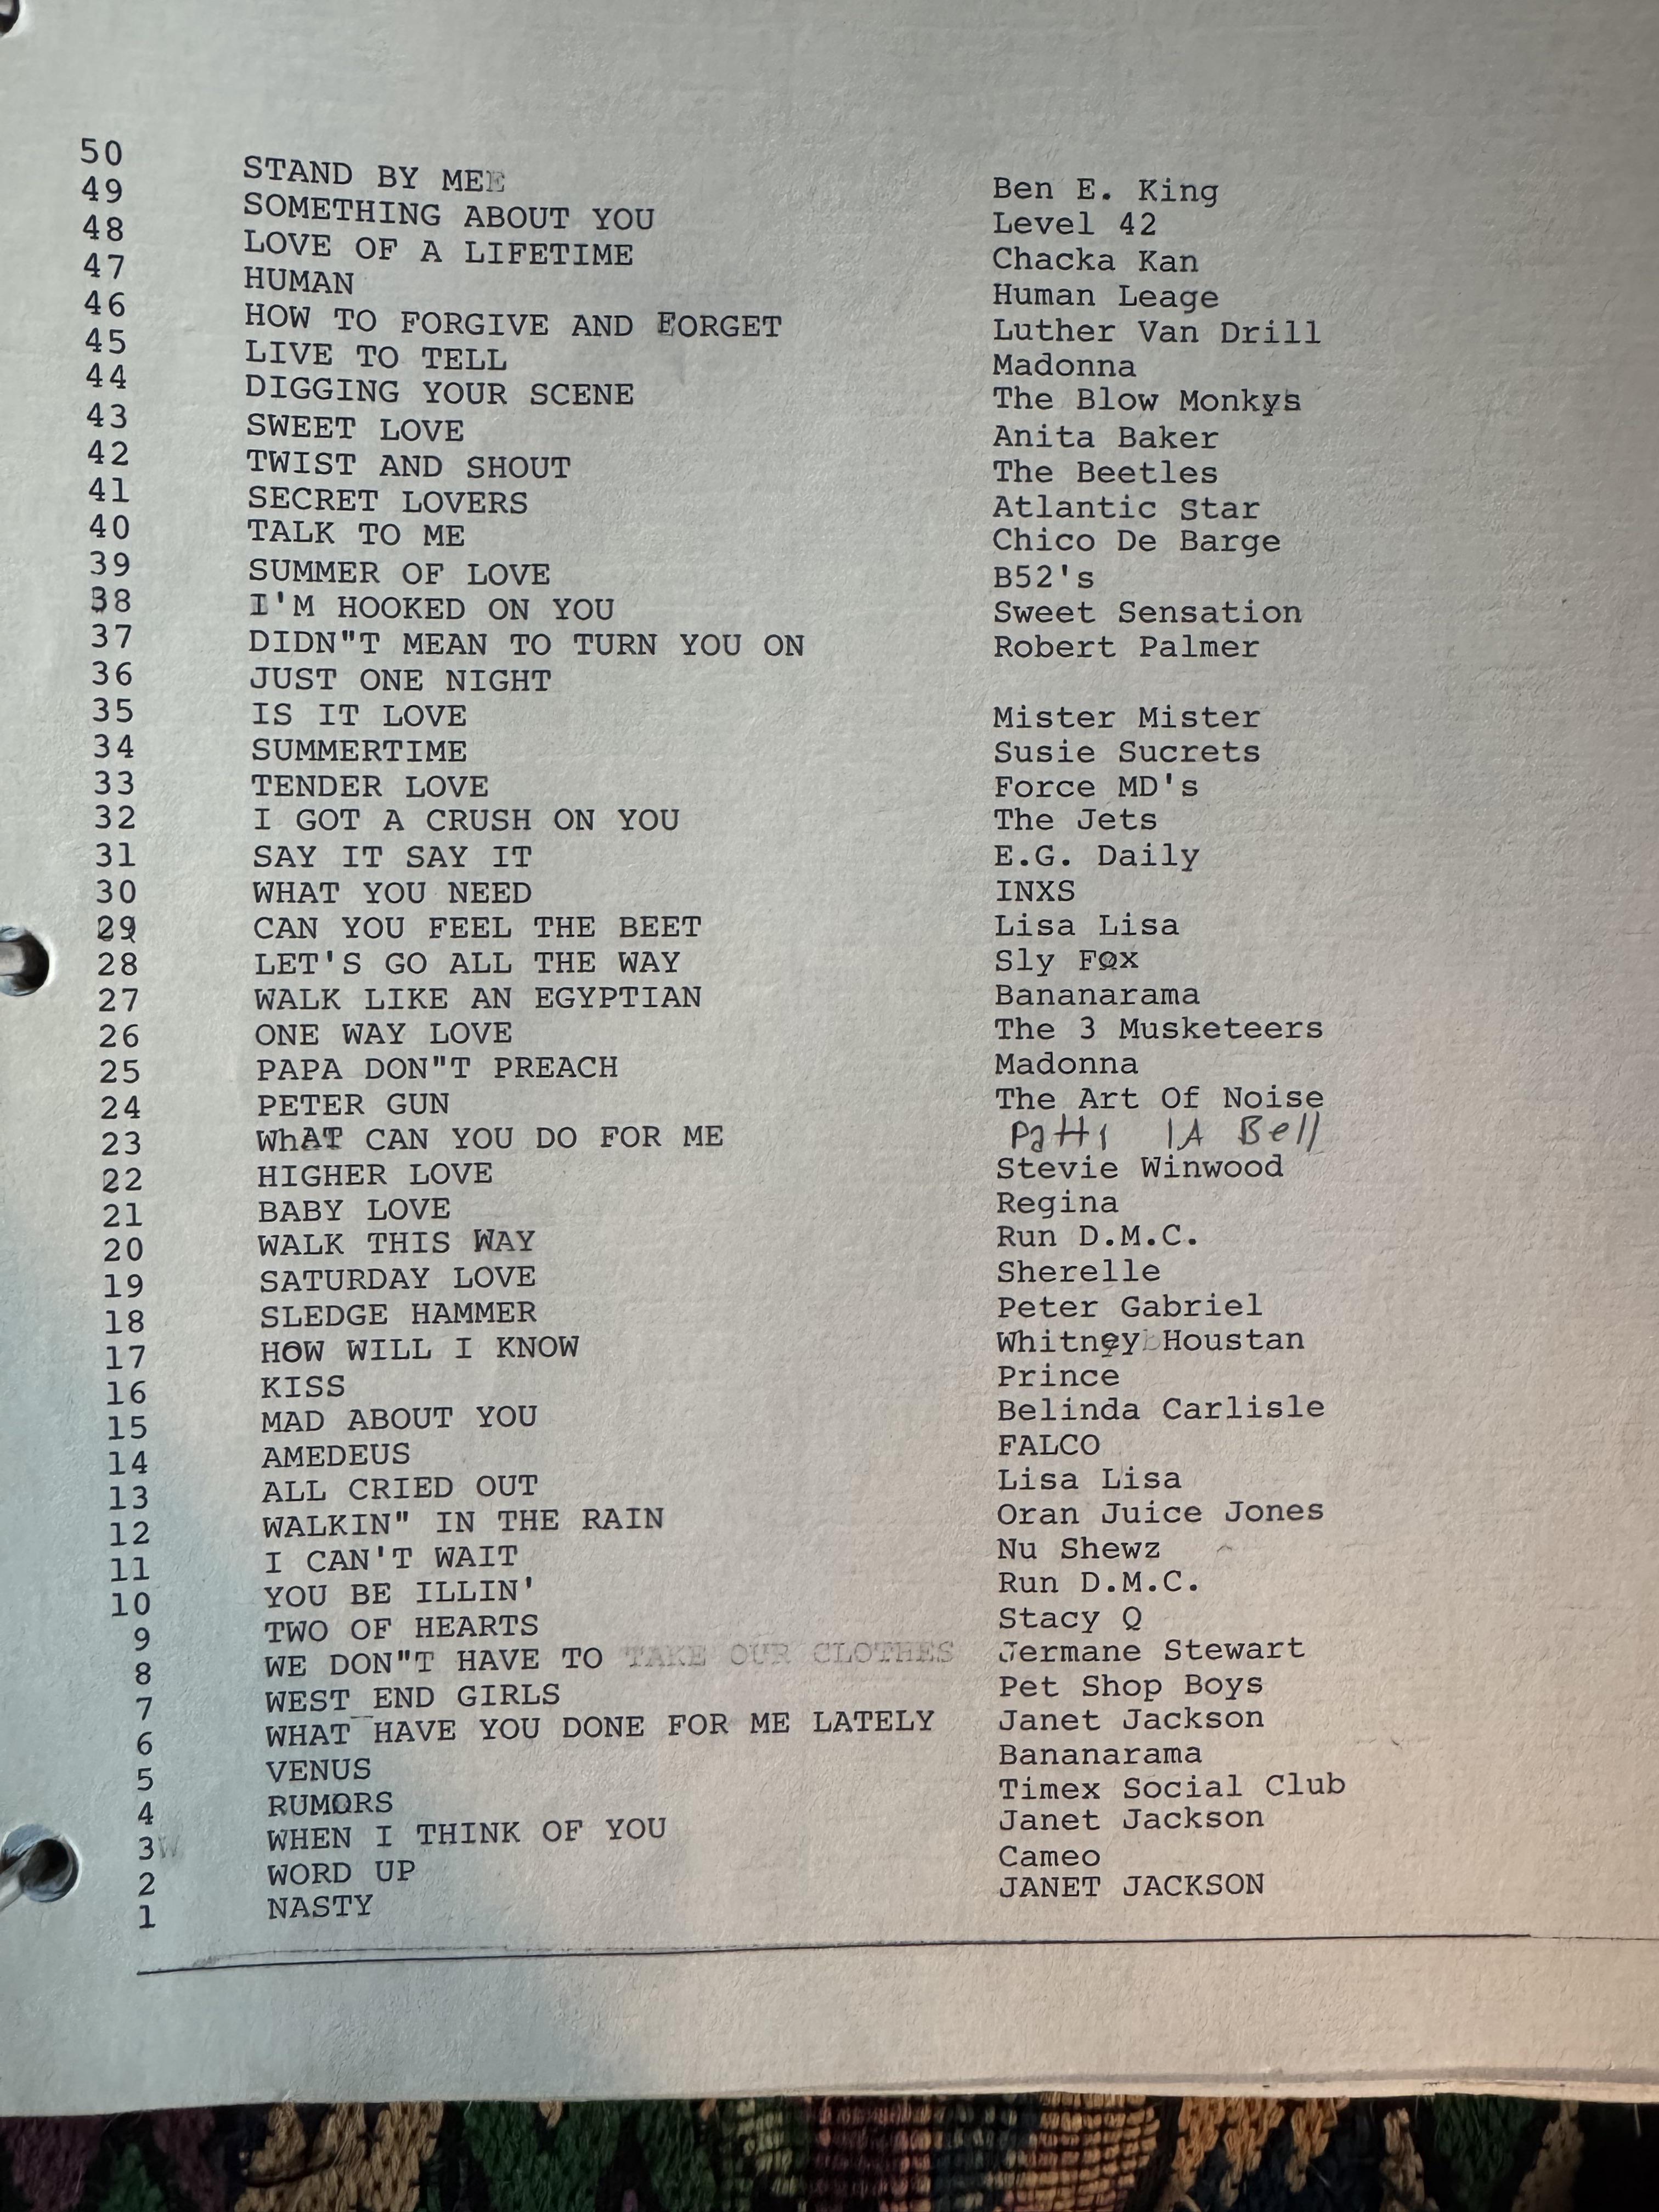 50 STAND BY MEE Ben E. King
49 SOMETHING ABOUT YOU Level 42
48 LOVE OF A LIFETIME Chacka Kan
47 HUMAN Human Leage
46 HOW TO FORGIVE AND FORGET Luther Van Drill
45 LIVE TO TELL Madonna
44 DIGGING YOUR SCENE The Blow Monkys
43 SWEET LOVE Anita Baker
42 TWIST AND SHOUT The Beetles
41 SECRET LOVERS Atlantic Star
40 TALK TO ME Chico De Barge
39 SUMMER OF LOVE B52's
38 I'M HOOKED ON YOU Sweet Sensation
37 DIDN"T MEAN TO TURN YOU ON Robert Palmer
36 JUST ONE NIGHT
35 IS IT LOVE Mister Mister
34 SUMMERTIME Susie Sucrets
33 TENDER LOVE Force MD's
32 I GOT A CRUSH ON YOU The Jets
31 SAY IT SAY IT E.G. Daily
30 WHAT YOU NEED INXS
29 CAN YOU FEEL THE BEET Lisa Lisa
28 LET'S GO ALL THE WAY Sly Fox
27 WALK LIKE AN EGYPTIAN Bananarama
26 ONE WAY LOVE The 3 Musketeers
25 PAPA DON"T PREACH Madonna
24 PETER GUN The Art Of Noise
23 WhAT CAN YOU DO FOR ME Patti lA Bell
22 HIGHER LOVE Stevie Winwood
21 BABY LOVE Regina
20 WALK THIS WAY Run D.M.C.
19 SATURDAY LOVE Sherelle
18 SLEDGE HAMMER Peter Gabriel
17 HOW WILL I KNOW Whitney Houstan
16 KISS Prince
15 MAD ABOUT YOU Belinda Carlisle
14 AMEDEUS FALCO
13 ALL CRIED OUT Lisa Lisa
12 WALKIN" IN THE RAIN Oran Juice Jones
11 I CAN'T WAIT Nu Shewz
10 YOU BE ILLIN' Run D.M.C.
9 TWO OF HEARTS Stacy Q
8 WE DON"T HAVE TO TAKE OUR CLOTHES Jermane Stewart
7 WEST END GIRLS Pet Shop Boys
6 WHAT HAVE YOU DONE FOR ME LATELY Janet Jackson
5 VENUS Bananarama
4 RUMORS Timex Social Club
3 WHEN I THINK OF YOU Janet Jackson
2 WORD UP Cameo
1 NASTY JANET JACKSON